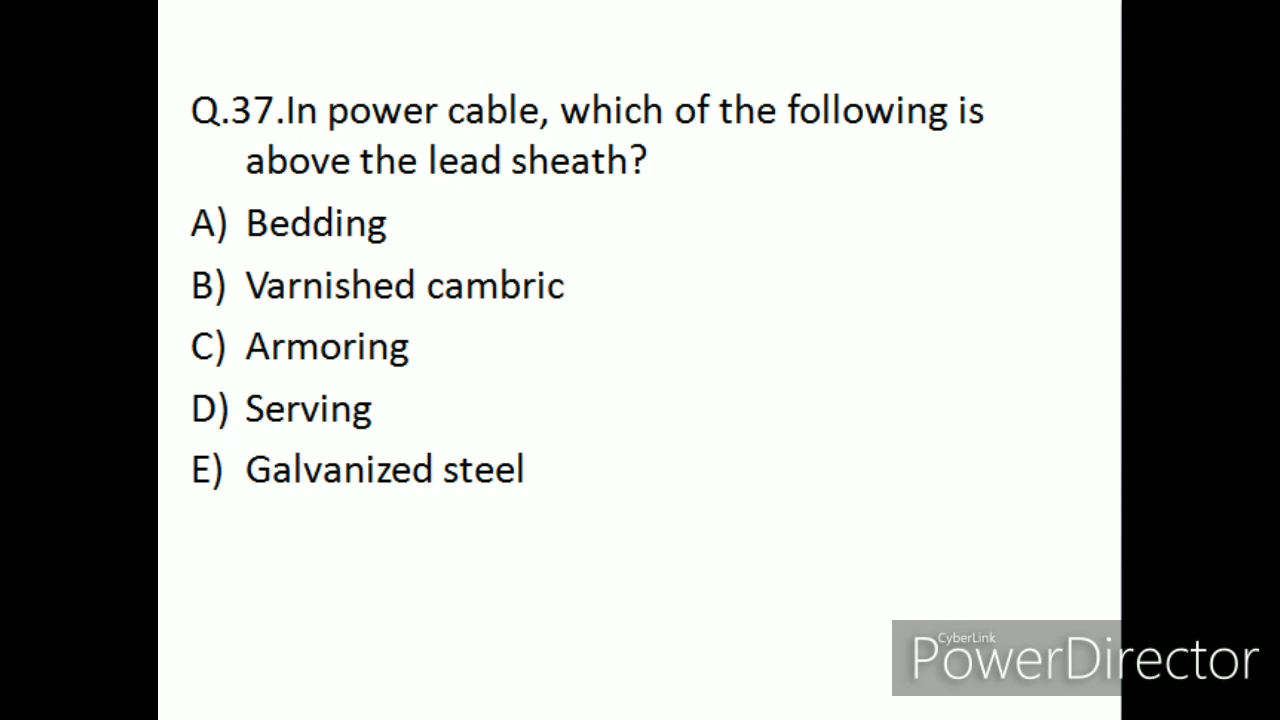 Q.37.In power cable, which of the following is
above the lead sheath?
A) Bedding
B) Varnished cambric
C) Armoring
D) Serving
E) Galvanized steel
CyberLink
PowerDirector